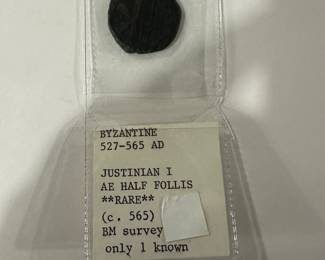 BYZANTINE
527-565 AD
JUSTINIAN I
AE HALF FOLLIS
**RARE**
(c. 565)
BM survey
only 1 known